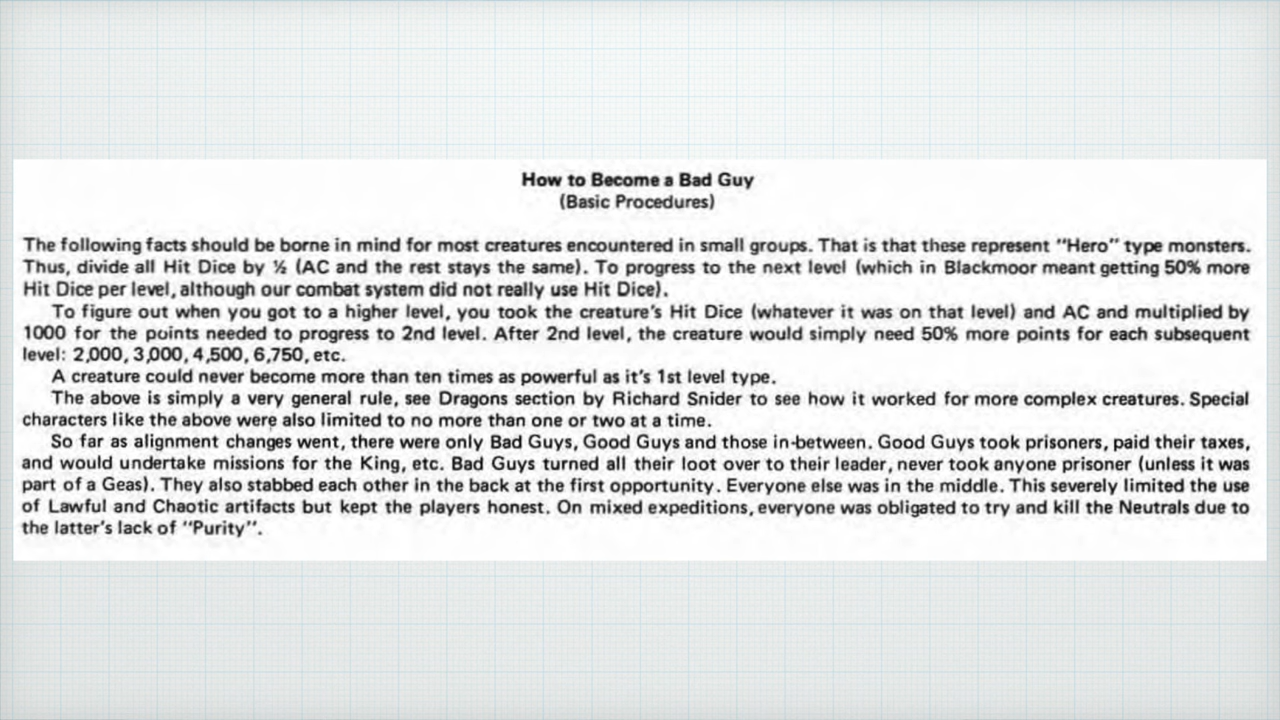 How to Become a Bad Guy
(Basic Procedures)
The following facts should be borne in mind for most creatures encountered in small groups. That is that these represent "Hero" type monsters.
Thus, divide all Hit Dice by ½ (AC and the rest stays the same). To progress to the next level (which in Blackmoor meant getting 50% more
Hit Dice per level, although our combat system did not really use Hit Dice).
To figure out when you got to a higher level, you took the creature's Hit Dice (whatever it was on that level) and AC and multiplied by
1000 for the points needed to progress to 2nd level. After 2nd level, the creature would simply need 50% more points for each subsequent
level: 2,000, 3,000, 4,500, 6,750, etc.
A creature could never become more than ten times as powerful as it's 1st level type.
The above is simply a very general rule, see Dragons section by Richard Snider to see how it worked for more complex creatures. Special
characters like the above were also limited to no more than one or two at a time.
So far as alignment changes went, there were only Bad Guys, Good Guys and those in-between. Good Guys took prisoners, paid their taxes,
and would undertake missions for the King, etc. Bad Guys turned all their loot over to their leader, never took anyone prisoner (unless it was
part of a Geas). They also stabbed each other in the back at the first opportunity. Everyone else was in the middle. This severely limited the use
of Lawful and Chaotic artifacts but kept the players honest. On mixed expeditions, everyone was obligated to try and kill the Neutrals due to
the latter's lack of "Purity".